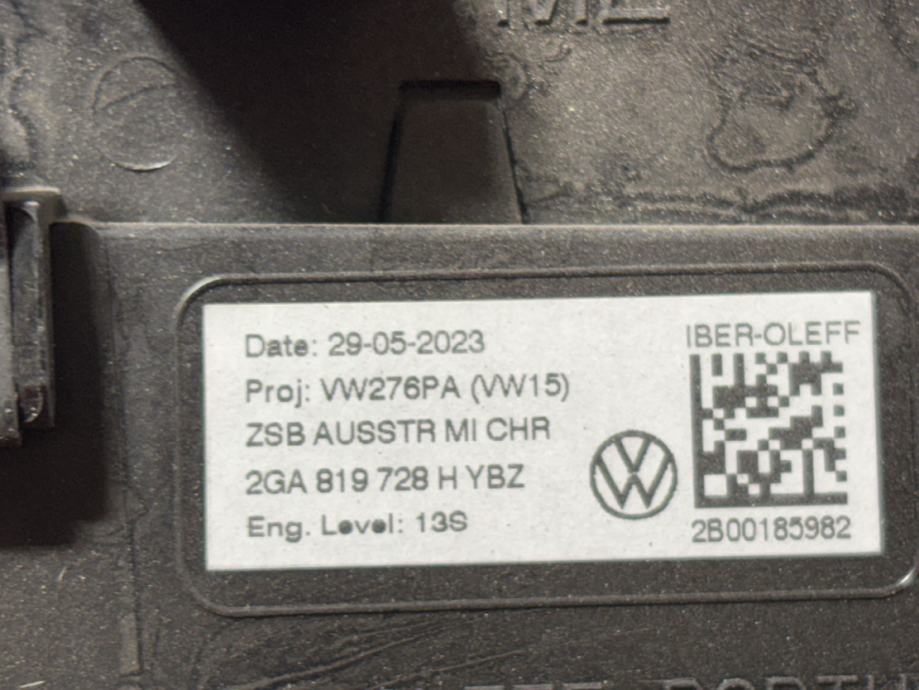 Date: 29-05-2023
Proj: VW276PA (VW15)
ZSB AUSSTR MI CHR
2GA 819 728 H YBZ
Eng. Level: 13S
IBER-OLEFF
2B00185982